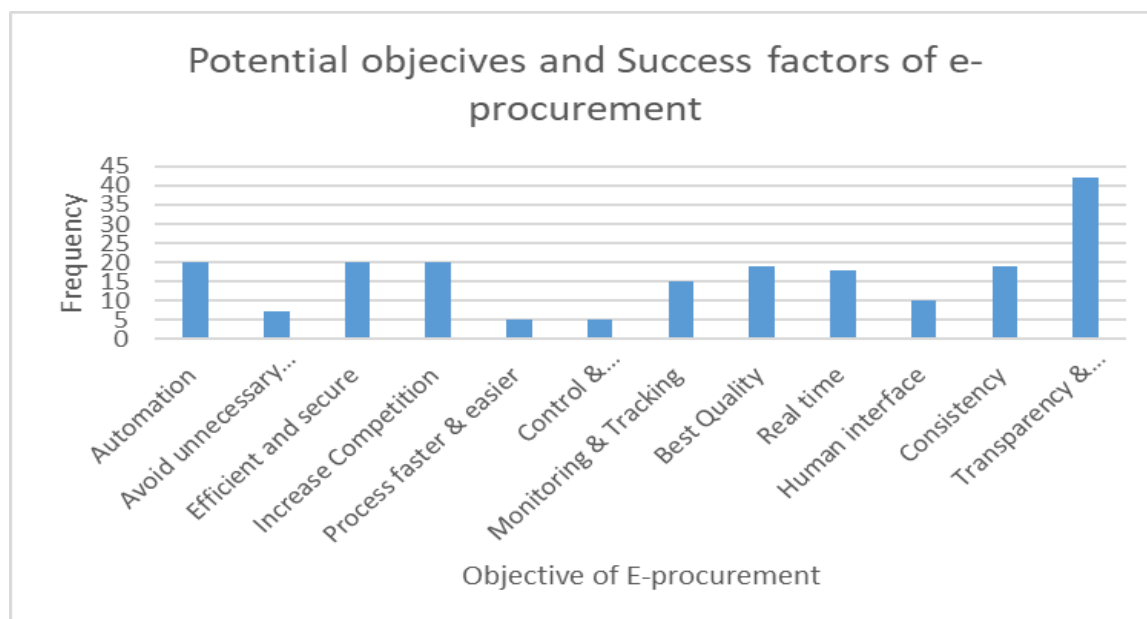 Potential objecives and Success factors of e-
procurement
Frequency
45
40
35
30
25
20
15
10
5
0
Automation
Avoid unnecessary...
Efficient and secure
Increase Competition
Process faster & easier
Control &...
Monitoring & Tracking
Best Quality
Real time
Human interface
Consistency
Transparency &...
Objective of E-procurement